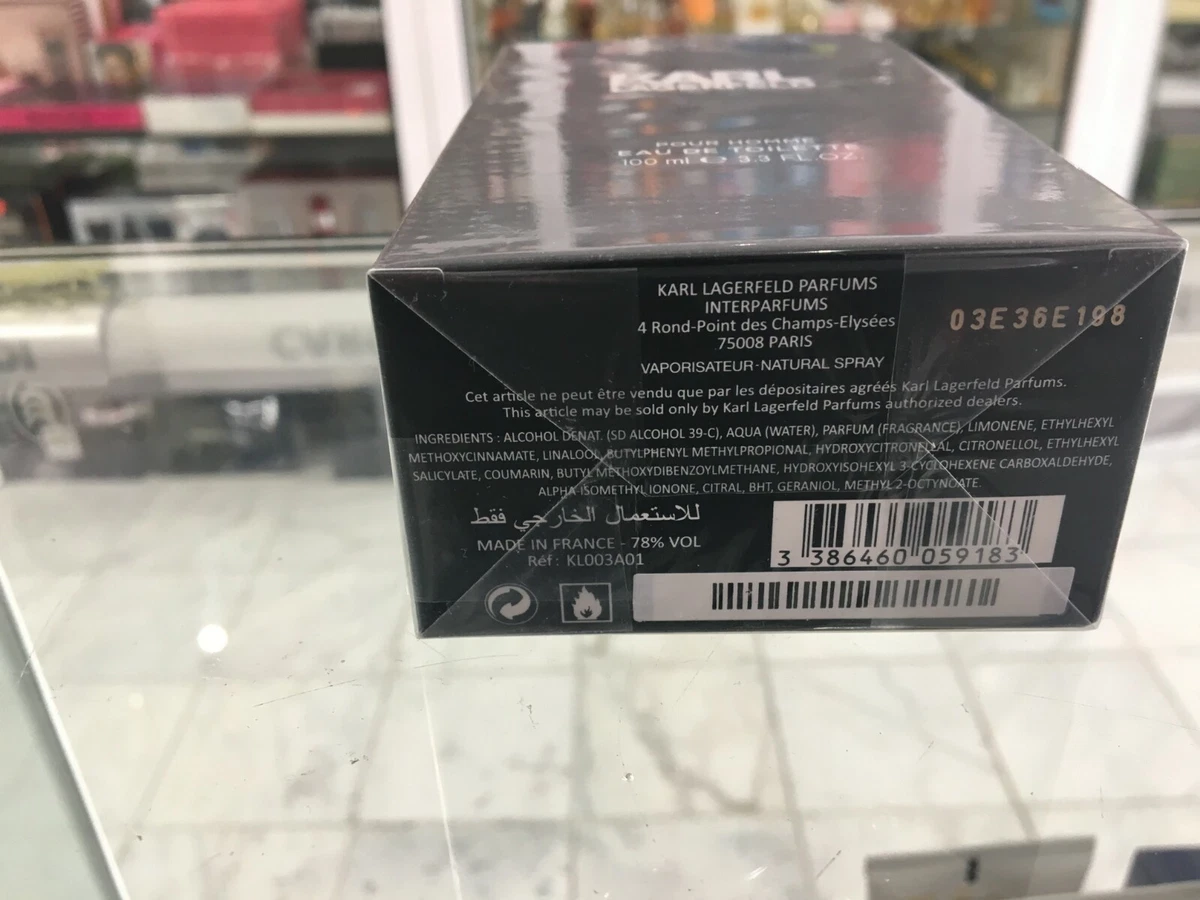 KARL
LAGERFELD
POUR HOMME
EAU DE TOILETTE
100 ml ℮ 3.3 FL.OZ.
KARL LAGERFELD PARFUMS
INTERPARFUMS
4 Rond-Point des Champs-Elysées
75008 PARIS
03E36E198
VAPORISATEUR-NATURAL SPRAY
Cet article ne peut être vendu que par les dépositaires agréés Karl Lagerfeld Parfums.
This article may be sold only by Karl Lagerfeld Parfums authorized dealers.
INGREDIENTS : ALCOHOL DENAT. (SD ALCOHOL 39-C), AQUA (WATER), PARFUM (FRAGRANCE), LIMONENE, ETHYLHEXYL
METHOXYCINNAMATE, LINALOOL, BUTYLPHENYL METHYLPROPIONAL, HYDROXYCITRONELLAL, CITRONELLOL, ETHYLHEXYL
SALICYLATE, COUMARIN, BUTYL METHOXYDIBENZOYLMETHANE, HYDROXYISOHEXYL 3-CYCLOHEXENE CARBOXALDEHYDE,
ALPHA-ISOMETHYL IONONE, CITRAL, BHT, GERANIOL, METHYL 2-OCTYNOATE.
للاستعمال الخارجي فقط
MADE IN FRANCE - 78% VOL
Réf : KL003A01
3 386460 059183